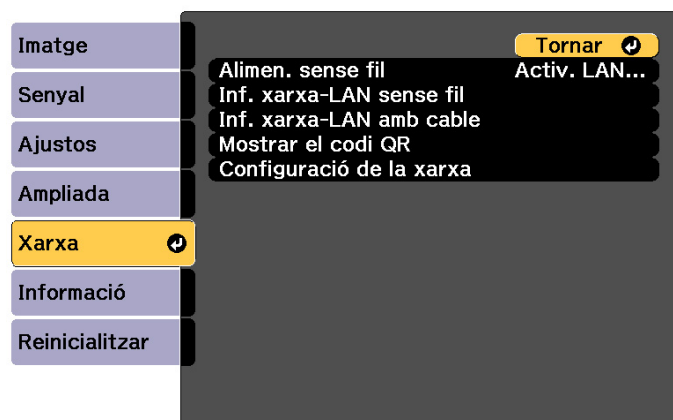 Imatge
Senyal
Ajustos
Ampliada
Xarxa
Informació
Reinicialitzar
Tornar
Alimen. sense fil Activ. LAN...
Inf. xarxa-LAN sense fil
Inf. xarxa-LAN amb cable
Mostrar el codi QR
Configuració de la xarxa